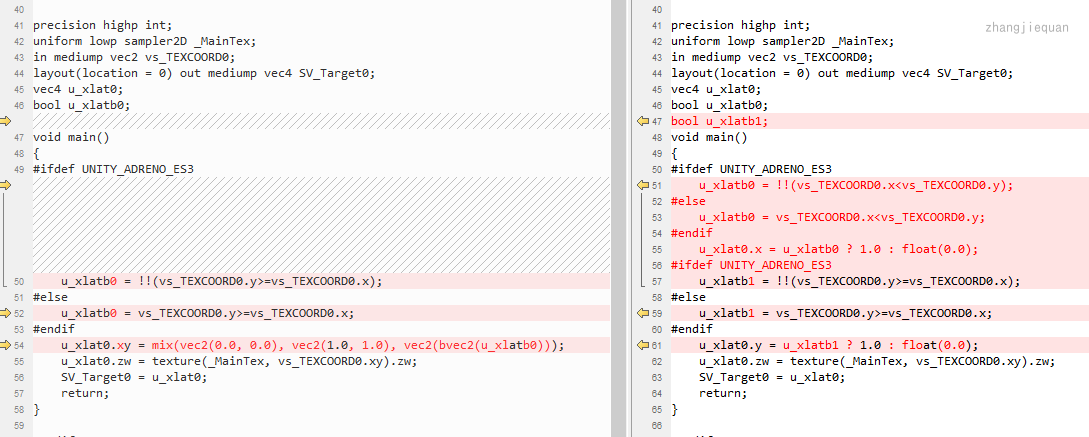 40
41 precision highp int;
42 uniform lowp sampler2D _MainTex;
43 in mediump vec2 vs_TEXCOORD0;
44 layout(location = 0) out mediump vec4 SV_Target0;
45 vec4 u_xlat0;
46 bool u_xlatb0;
47 void main()
48 {
49 #ifdef UNITY_ADRENO_ES3
50     u_xlatb0 = !!(vs_TEXCOORD0.y>=vs_TEXCOORD0.x);
51 #else
52     u_xlatb0 = vs_TEXCOORD0.y>=vs_TEXCOORD0.x;
53 #endif
54     u_xlat0.xy = mix(vec2(0.0, 0.0), vec2(1.0, 1.0), vec2(bvec2(u_xlatb0)));
55     u_xlat0.zw = texture(_MainTex, vs_TEXCOORD0.xy).zw;
56     SV_Target0 = u_xlat0;
57     return;
58 }
59
40
41 precision highp int;
zhangjiequan
42 uniform lowp sampler2D _MainTex;
43 in mediump vec2 vs_TEXCOORD0;
44 layout(location = 0) out mediump vec4 SV_Target0;
45 vec4 u_xlat0;
46 bool u_xlatb0;
47 bool u_xlatb1;
48 void main()
49 {
50 #ifdef UNITY_ADRENO_ES3
51     u_xlatb0 = !!(vs_TEXCOORD0.x<vs_TEXCOORD0.y);
52 #else
53     u_xlatb0 = vs_TEXCOORD0.x<vs_TEXCOORD0.y;
54 #endif
55     u_xlat0.x = u_xlatb0 ? 1.0 : float(0.0);
56 #ifdef UNITY_ADRENO_ES3
57     u_xlatb1 = !!(vs_TEXCOORD0.y>=vs_TEXCOORD0.x);
58 #else
59     u_xlatb1 = vs_TEXCOORD0.y>=vs_TEXCOORD0.x;
60 #endif
61     u_xlat0.y = u_xlatb1 ? 1.0 : float(0.0);
62     u_xlat0.zw = texture(_MainTex, vs_TEXCOORD0.xy).zw;
63     SV_Target0 = u_xlat0;
64     return;
65 }
66